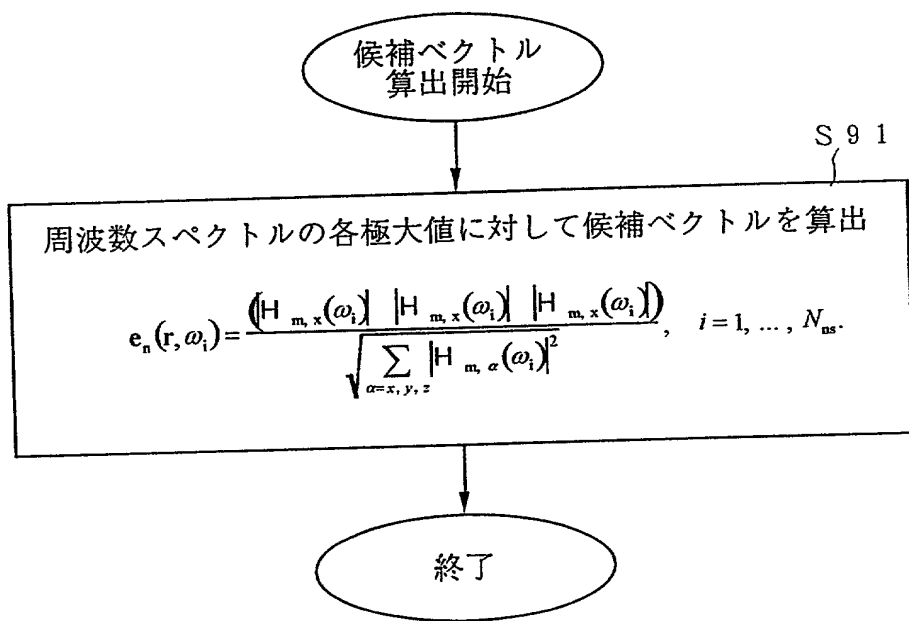 候補ベクトル
算出開始
S91
周波数スペクトルの各極大値に対して候補ベクトルを算出
e_n(r, ω_i) = (|H_{m, x}(ω_i)| |H_{m, x}(ω_i)| |H_{m, x}(ω_i)|) / √(∑_{α=x, y, z} |H_{m, α}(ω_i)|²), i = 1, ..., N_{ns}.
終了